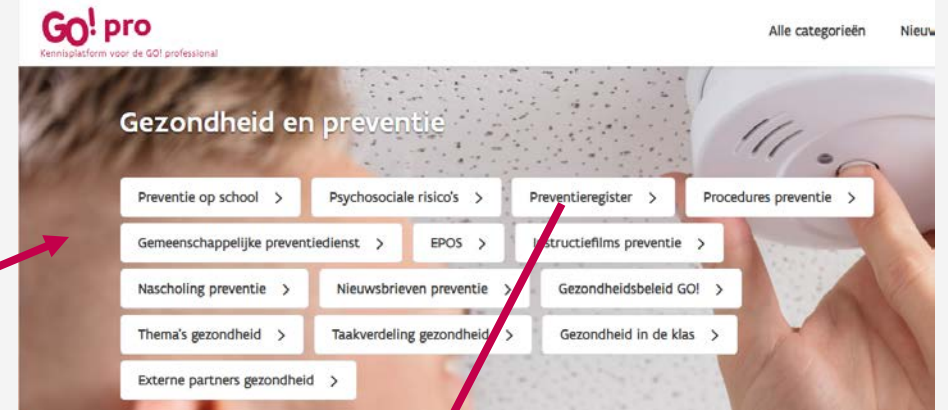 GO! pro
Kennisplatform voor de GO! professional
Alle categorieën Nieuw
Gezondheid en preventie
Preventie op school > Psychosociale risico's > Preventieregister > Procedures preventie >
Gemeenschappelijke preventiedienst > EPOS > Instructiefilms preventie >
Nascholing preventie > Nieuwsbrieven preventie > Gezondheidsbeleid GO! >
Thema's gezondheid > Taakverdeling gezondheid > Gezondheid in de klas >
Externe partners gezondheid >